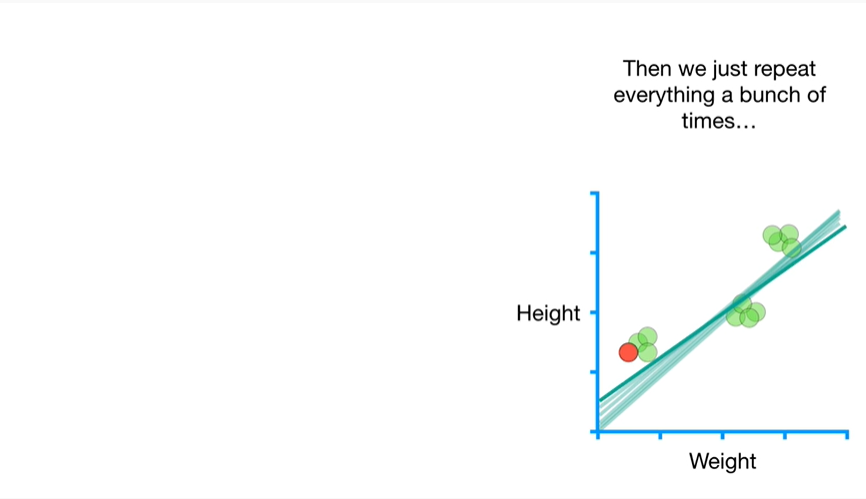 Then we just repeat
everything a bunch of
times...
Height
Weight